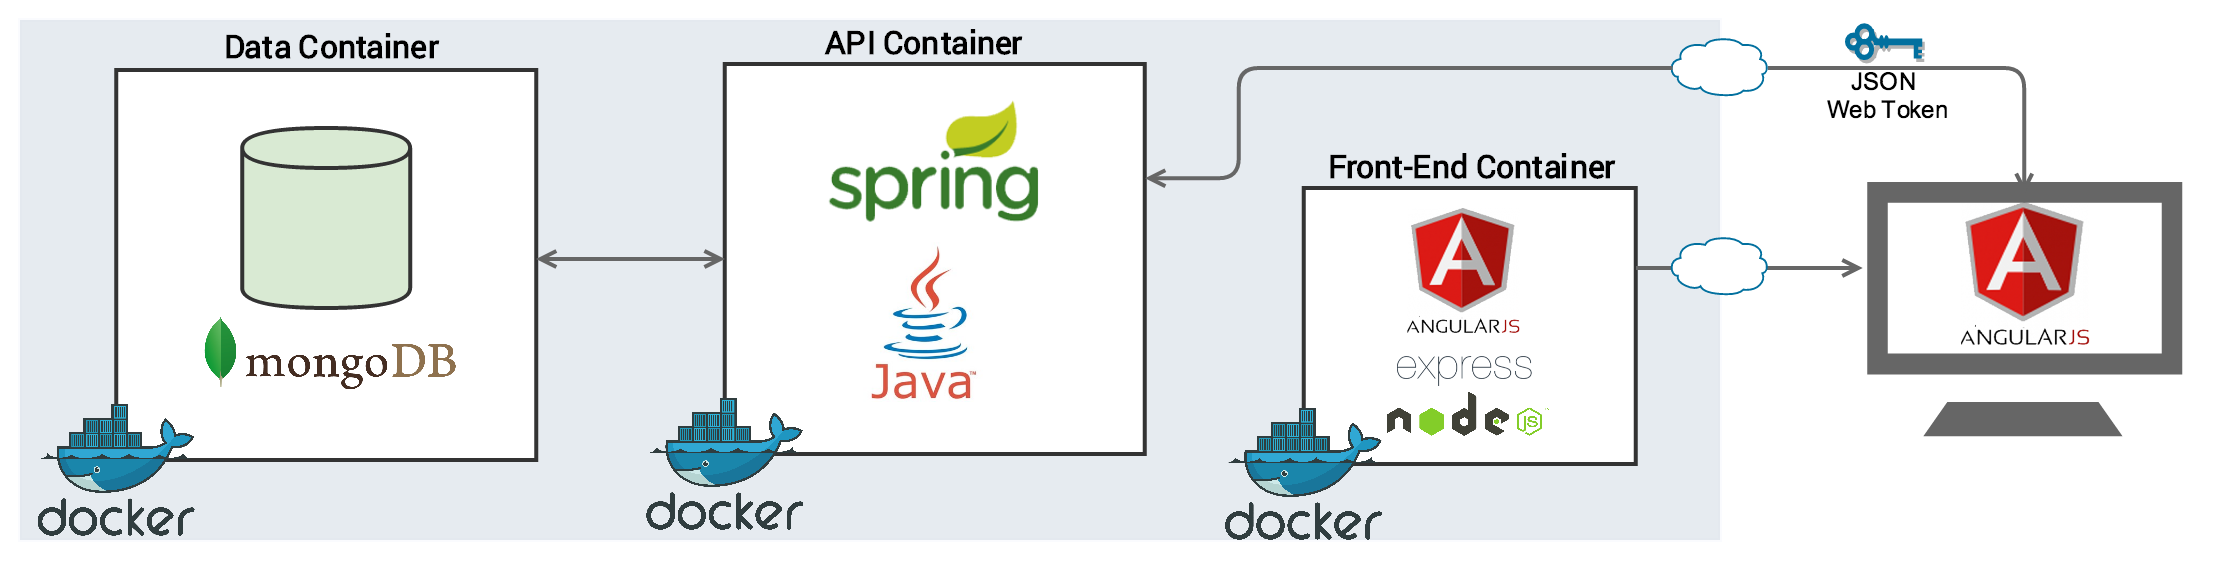 Data Container
mongoDB
docker
API Container
spring
Java™
docker
Front-End Container
ANGULARJS
express
node JS
docker
JSON
Web Token
ANGULARJS